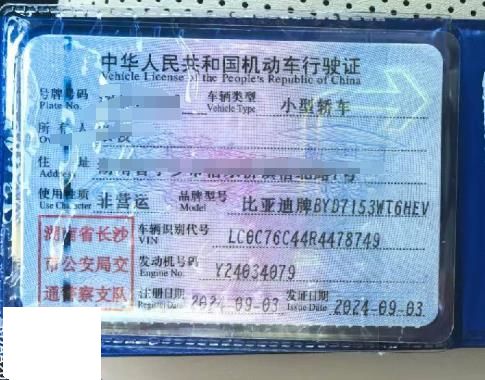 中华人民共和国机动车行驶证
Vehicle License of the People's Republic of China
号牌号码 Plate No. 车辆类型 Vehicle Type 小型轿车
所有人
住址 Address
使用性质 Use Character 非营运 品牌型号 Model 比亚迪牌BYD7153WT6HEV
湖南省长沙市公安局交通警察支队
车辆识别代号 VIN LC0C76C44R4478749
发动机号码 Engine No. Y24034079
注册日期 Register Date 2024-09-03 发证日期 Issue Date 2024-09-03